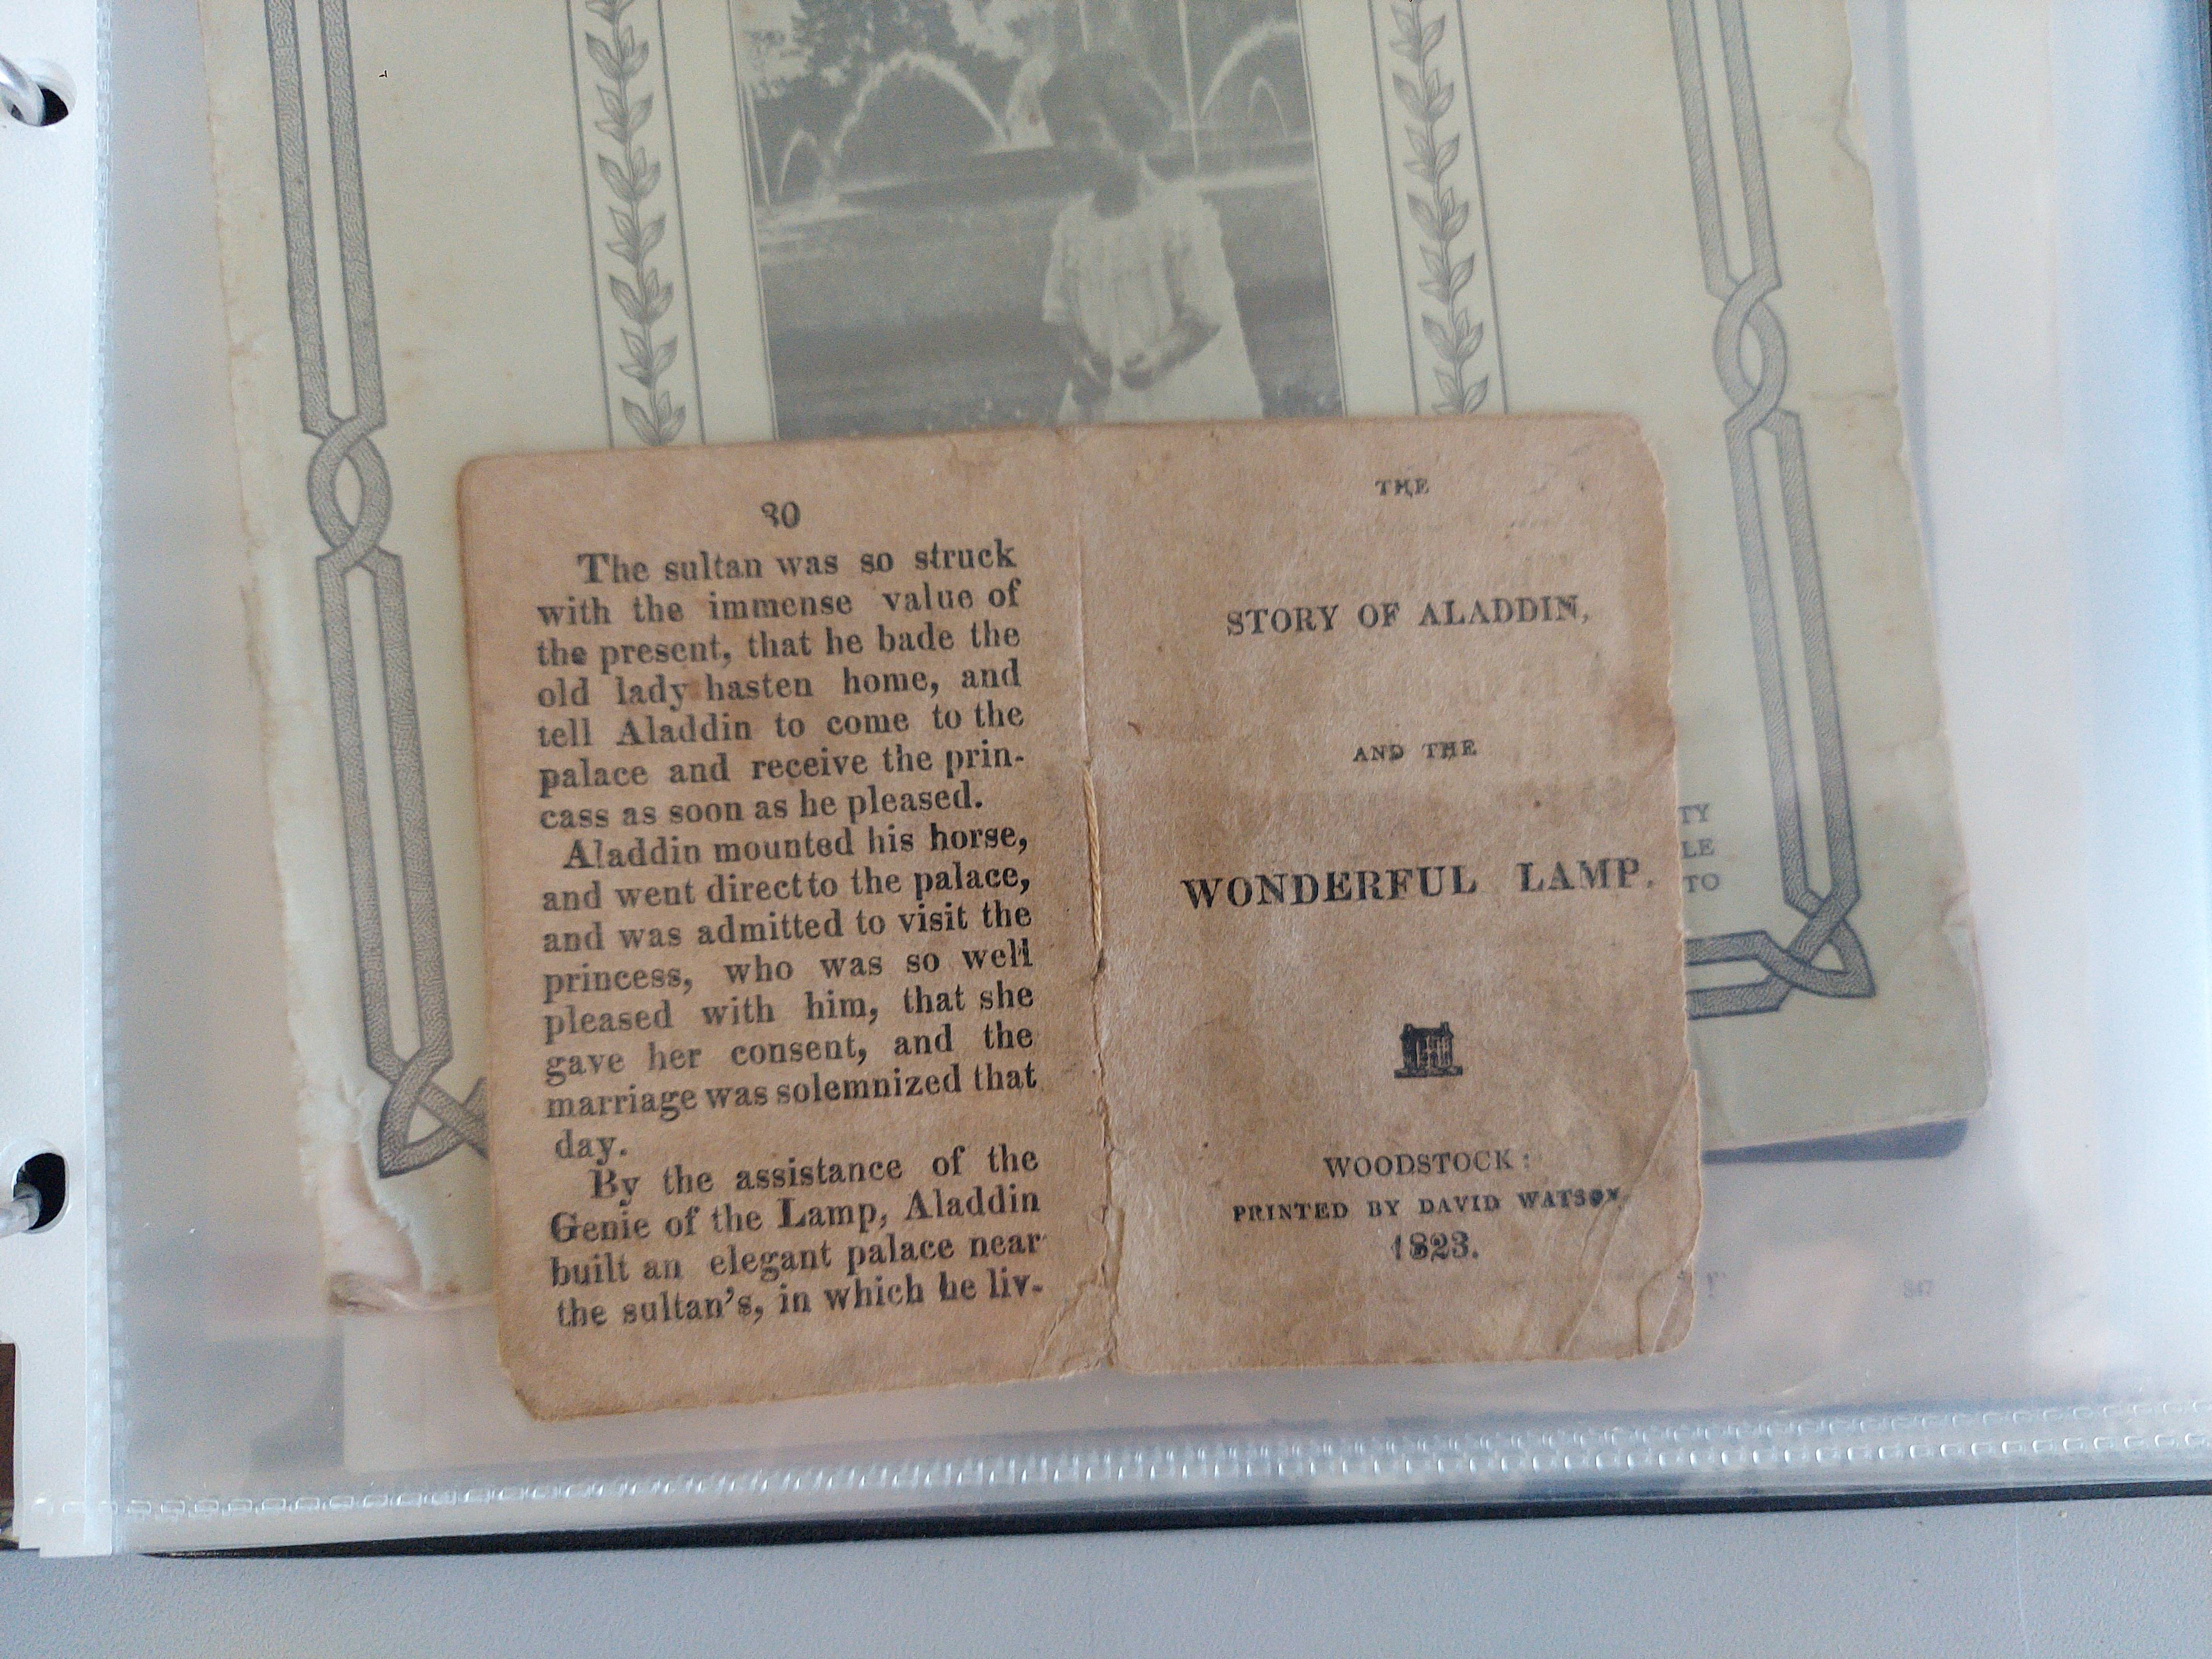 30
The sultan was so struck
with the immense value of
the present, that he bade the
old lady hasten home, and
tell Aladdin to come to the
palace and receive the prin-
cass as soon as he pleased.
Aladdin mounted his horse,
and went direct to the palace,
and was admitted to visit the
princess, who was so well
pleased with him, that she
gave her consent, and the
marriage was solemnized that
day.
By the assistance of the
Genie of the Lamp, Aladdin
built an elegant palace near
the sultan's, in which he liv-
THE
STORY OF ALADDIN,
AND THE
WONDERFUL LAMP.
WOODSTOCK:
PRINTED BY DAVID WATSON.
1823.
TY
LE
TO